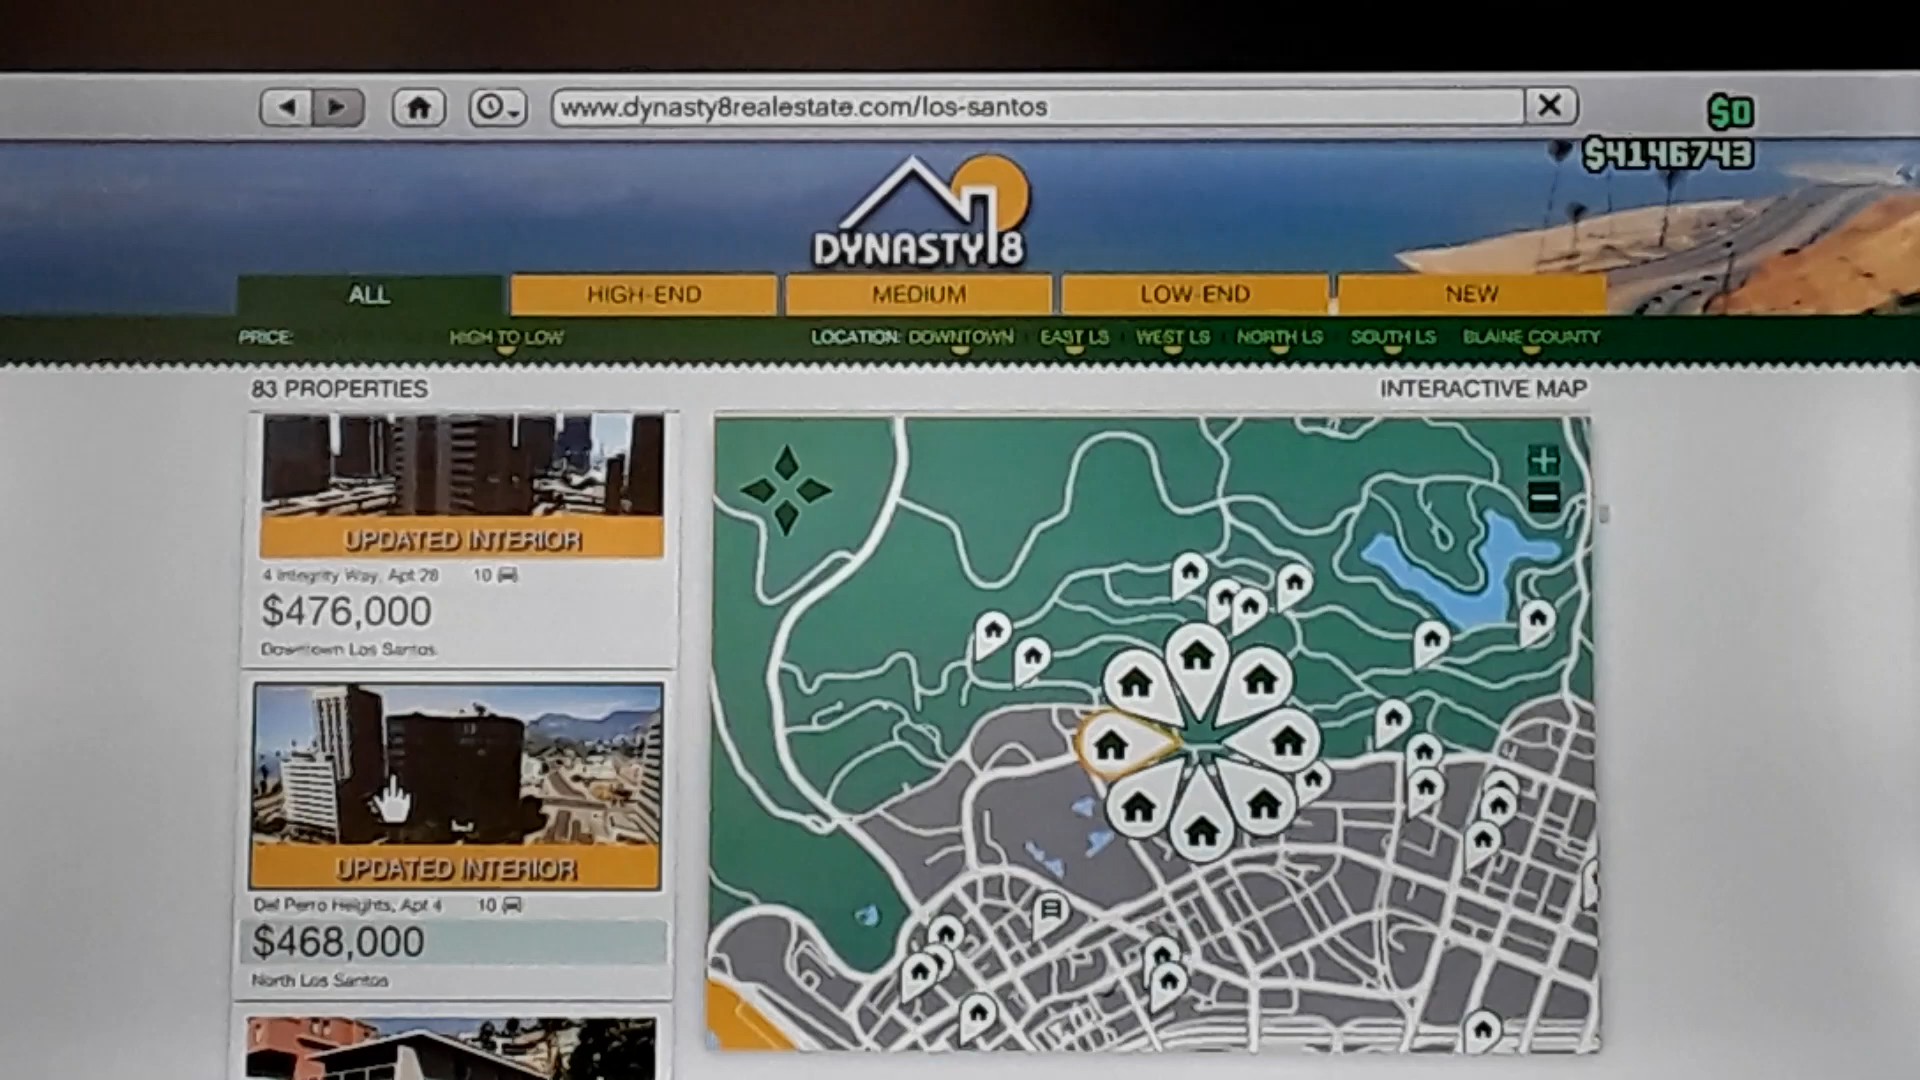 www.dynasty8realestate.com/los-santos
$0
$4146743
DYNASTY 8
ALL
HIGH-END
MEDIUM
LOW-END
NEW
PRICE:
HIGH TO LOW
LOCATION: DOWNTOWN
EAST LS
WEST LS
NORTH LS
SOUTH LS
BLAINE COUNTY
83 PROPERTIES
INTERACTIVE MAP
UPDATED INTERIOR
4 Integrity Way, Apt 28
10
$476,000
Downtown Los Santos
UPDATED INTERIOR
Del Perro Heights, Apt 4
10
$468,000
North Los Santos